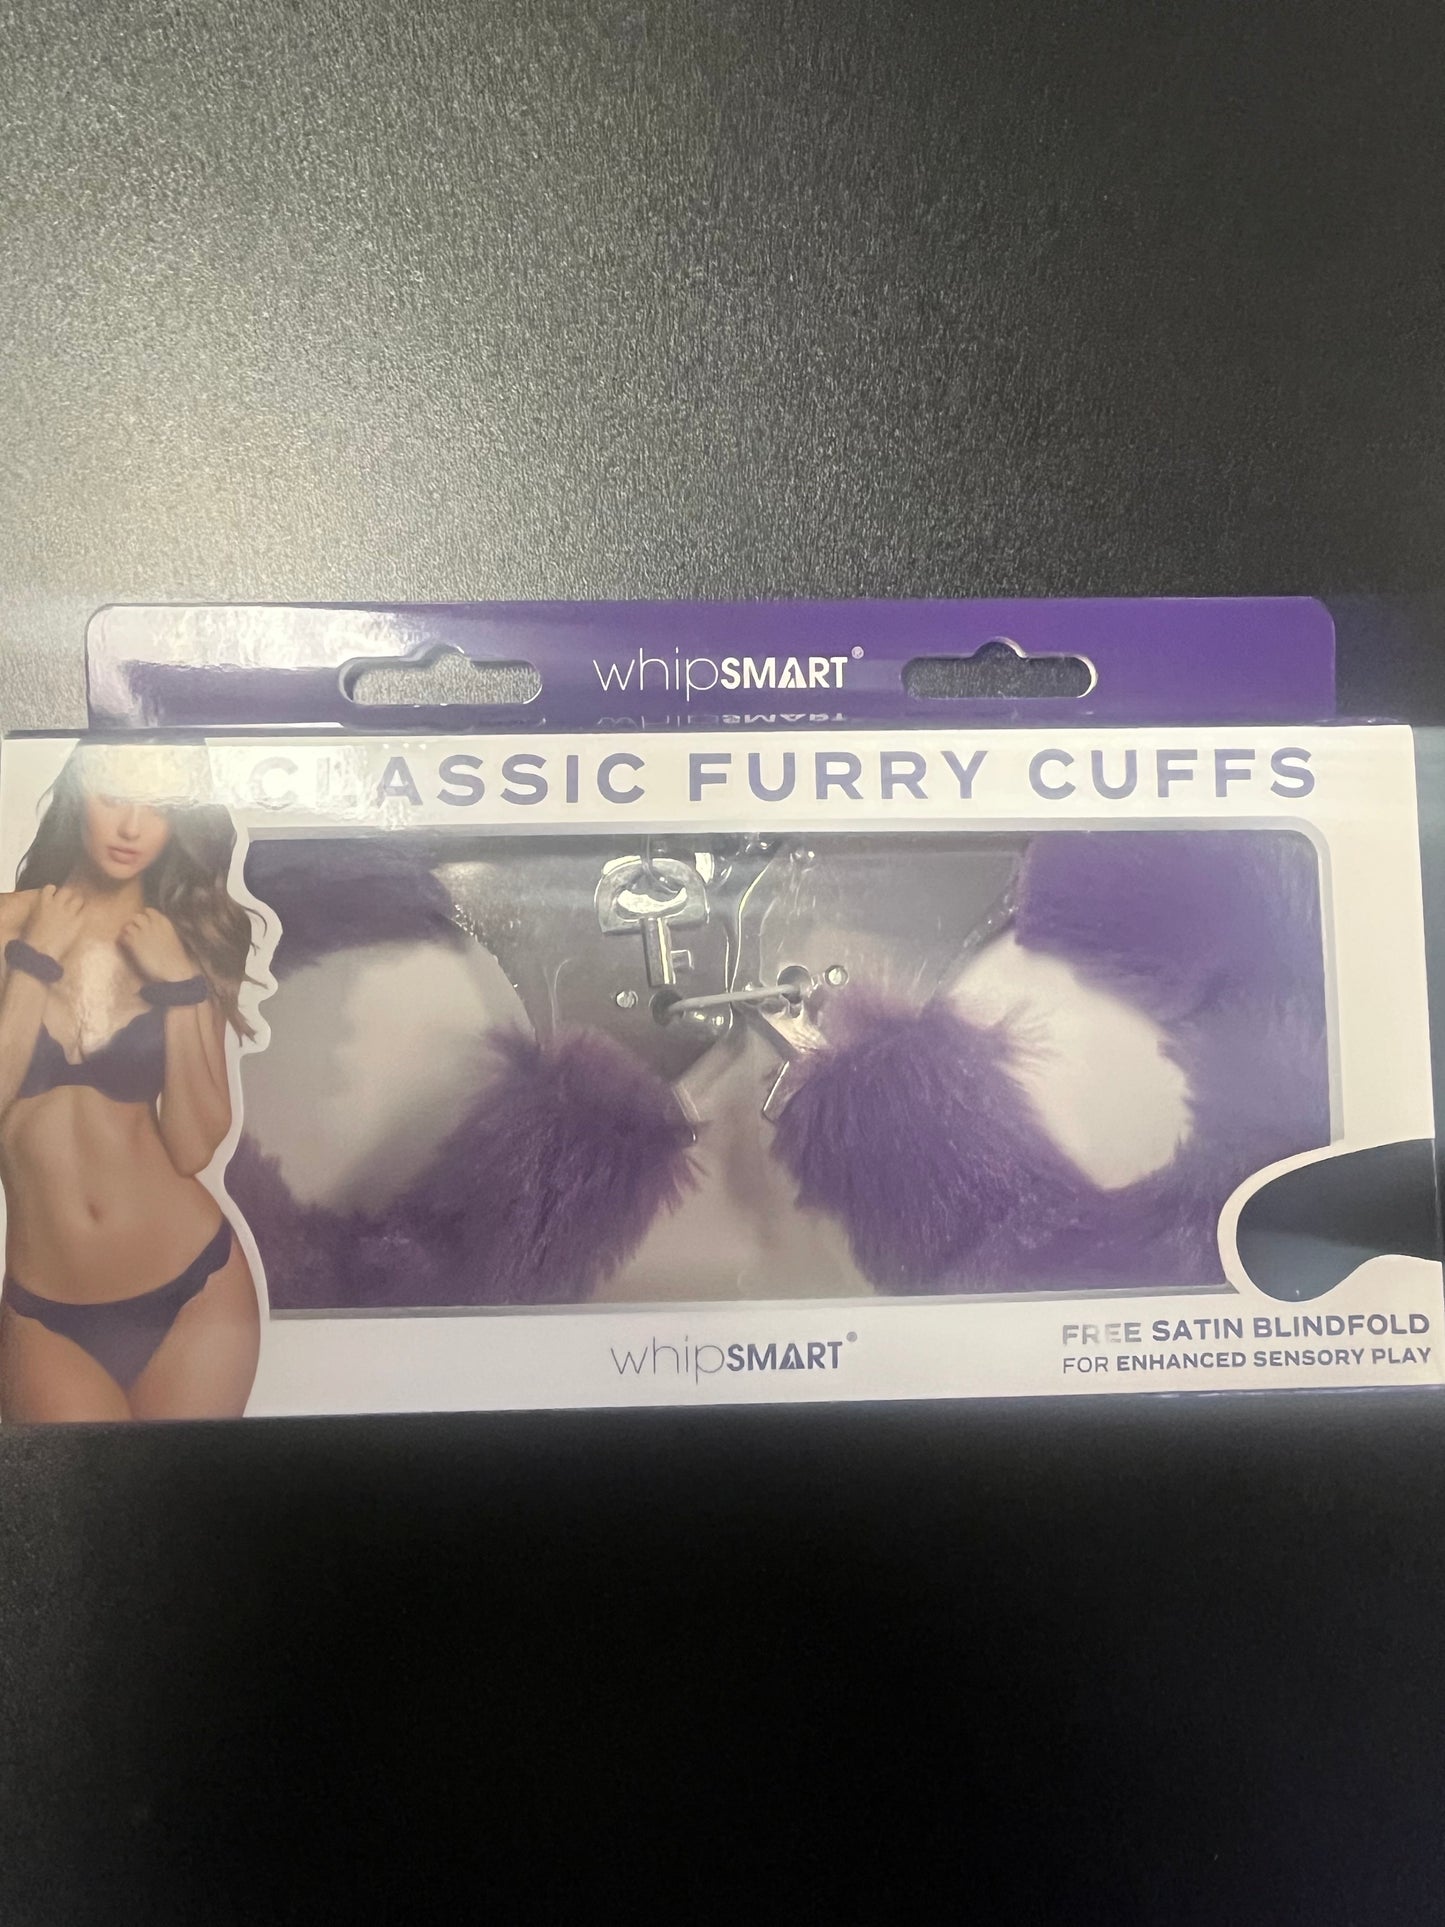 whipSMART®
CLASSIC FURRY CUFFS
whipSMART®
FREE SATIN BLINDFOLD
FOR ENHANCED SENSORY PLAY